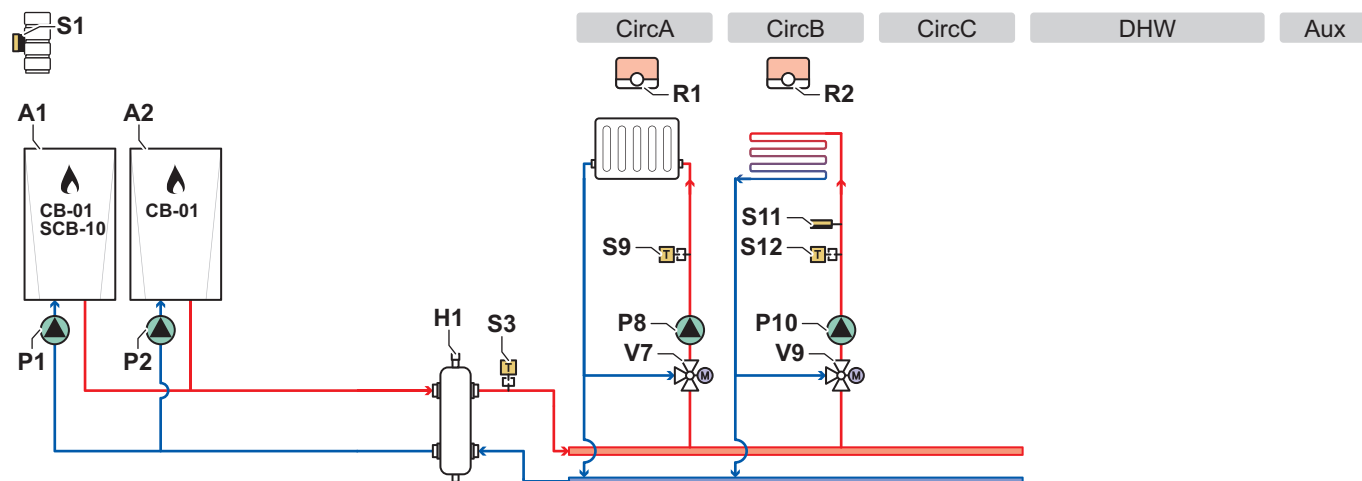 S1
CircA
CircB
CircC
DHW
Aux
R1
R2
A1
A2
CB-01
SCB-10
CB-01
S11
S9
T
S12
T
H1
S3
T
P1
P2
P8
P10
V7
V9
M
M